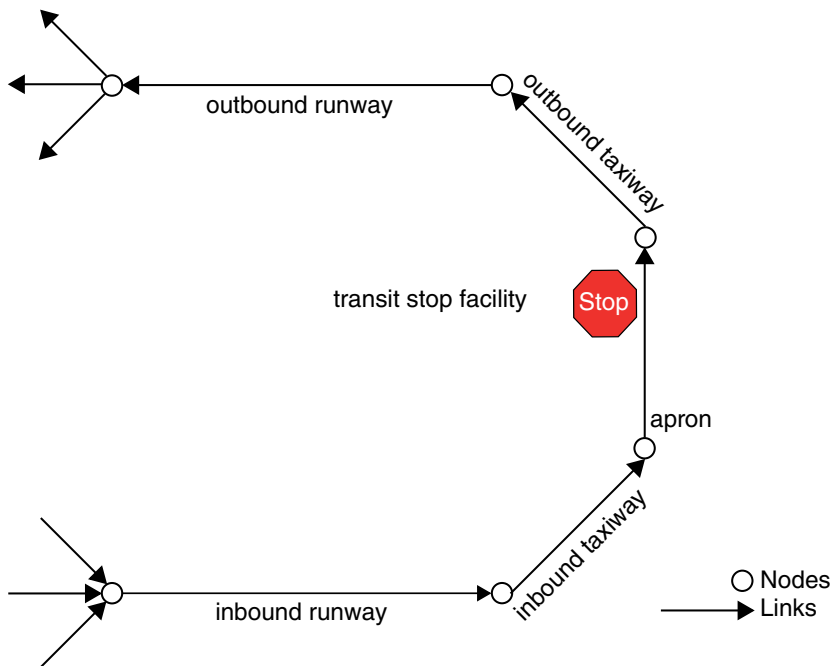 outbound runway
outbound taxiway
transit stop facility
Stop
apron
inbound taxiway
inbound runway
Nodes
Links